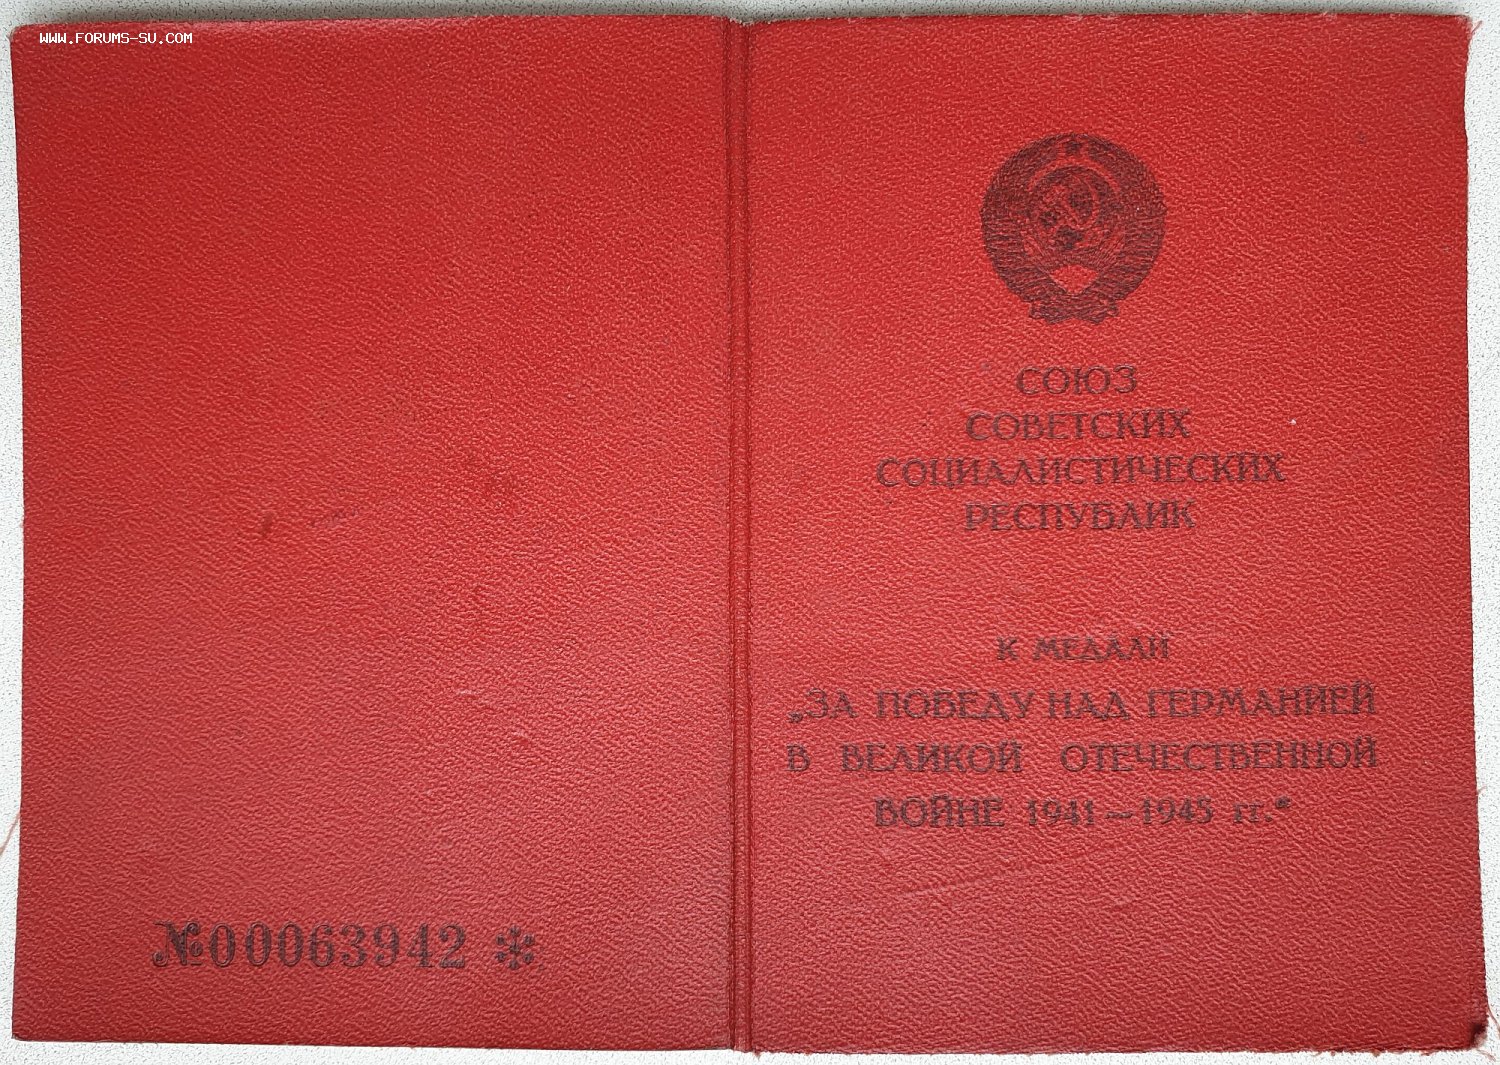 www.forums-su.com
№00063942 *
СОЮЗ
СОВЕТСКИХ
СОЦИАЛИСТИЧЕСКИХ
РЕСПУБЛИК
К МЕДАЛИ
„ЗА ПОБЕДУ НАД ГЕРМАНИЕЙ
В ВЕЛИКОЙ ОТЕЧЕСТВЕННОЙ
ВОЙНЕ 1941—1945 гг.“